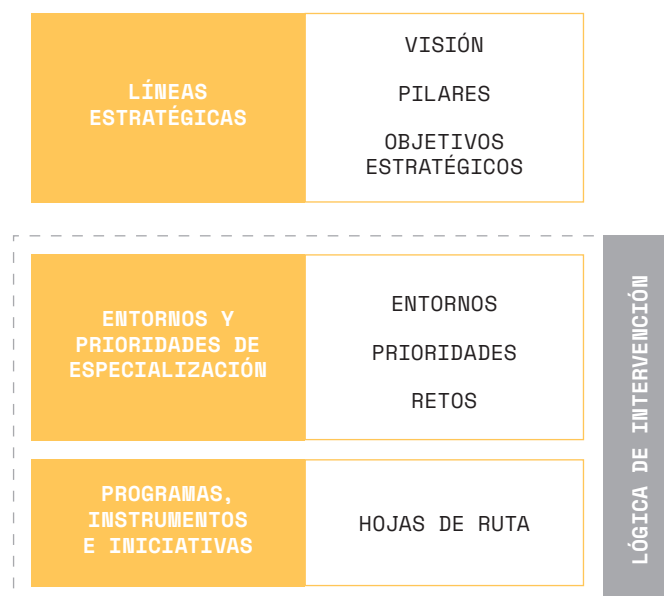 LÍNEAS
ESTRATÉGICAS
VISIÓN
PILARES
OBJETIVOS
ESTRATÉGICOS
ENTORNOS Y
PRIORIDADES DE
ESPECIALIZACIÓN
ENTORNOS
PRIORIDADES
RETOS
PROGRAMAS,
INSTRUMENTOS
E INICIATIVAS
HOJAS DE RUTA
LÓGICA DE INTERVENCIÓN